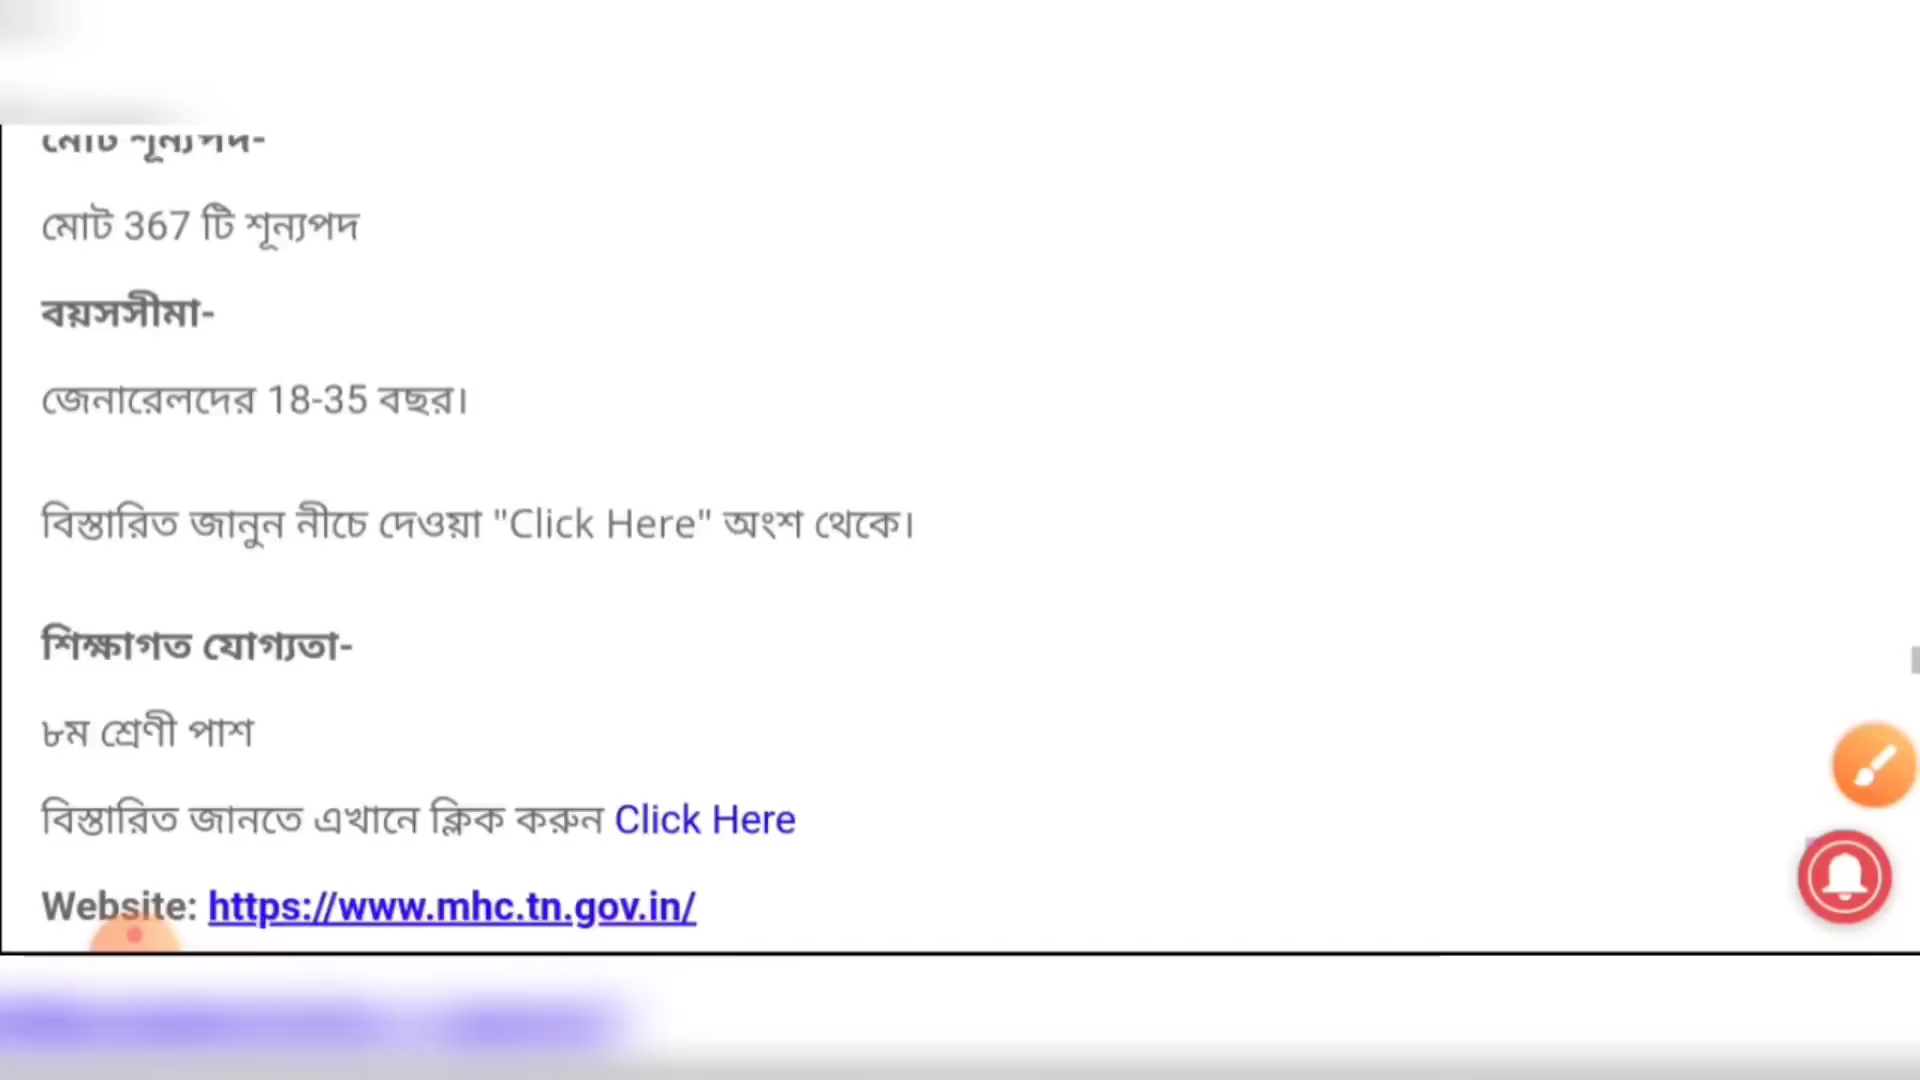 মোট শূন্যপদ-
মোট 367 টি শূন্যপদ
বয়সসীমা-
জেনারেলদের 18-35 বছর।
বিস্তারিত জানুন নীচে দেওয়া "Click Here" অংশ থেকে।
শিক্ষাগত যোগ্যতা-
৮ম শ্রেণী পাশ
বিস্তারিত জানতে এখানে ক্লিক করুন Click Here
Website: https://www.mhc.tn.gov.in/